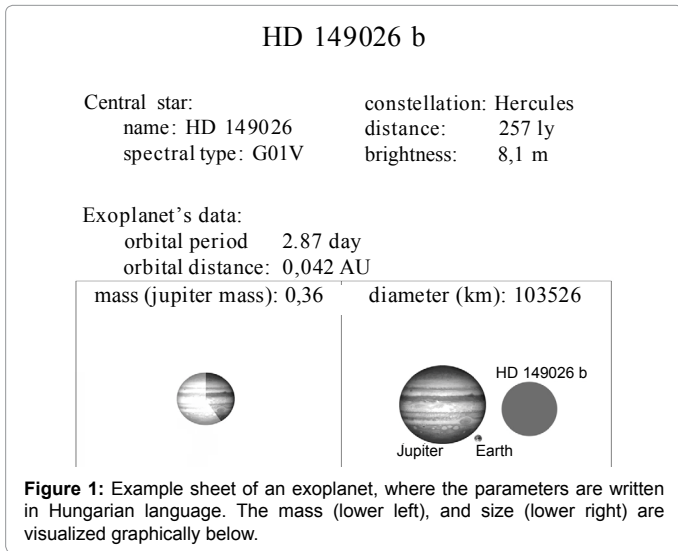 HD 149026 b
Central star:
name: HD 149026
spectral type: G01V
constellation: Hercules
distance: 257 ly
brightness: 8,1 m
Exoplanet's data:
orbital period 2.87 day
orbital distance: 0,042 AU
mass (jupiter mass): 0,36
diameter (km): 103526
HD 149026 b
Jupiter Earth
Figure 1: Example sheet of an exoplanet, where the parameters are written
in Hungarian language. The mass (lower left), and size (lower right) are
visualized graphically below.